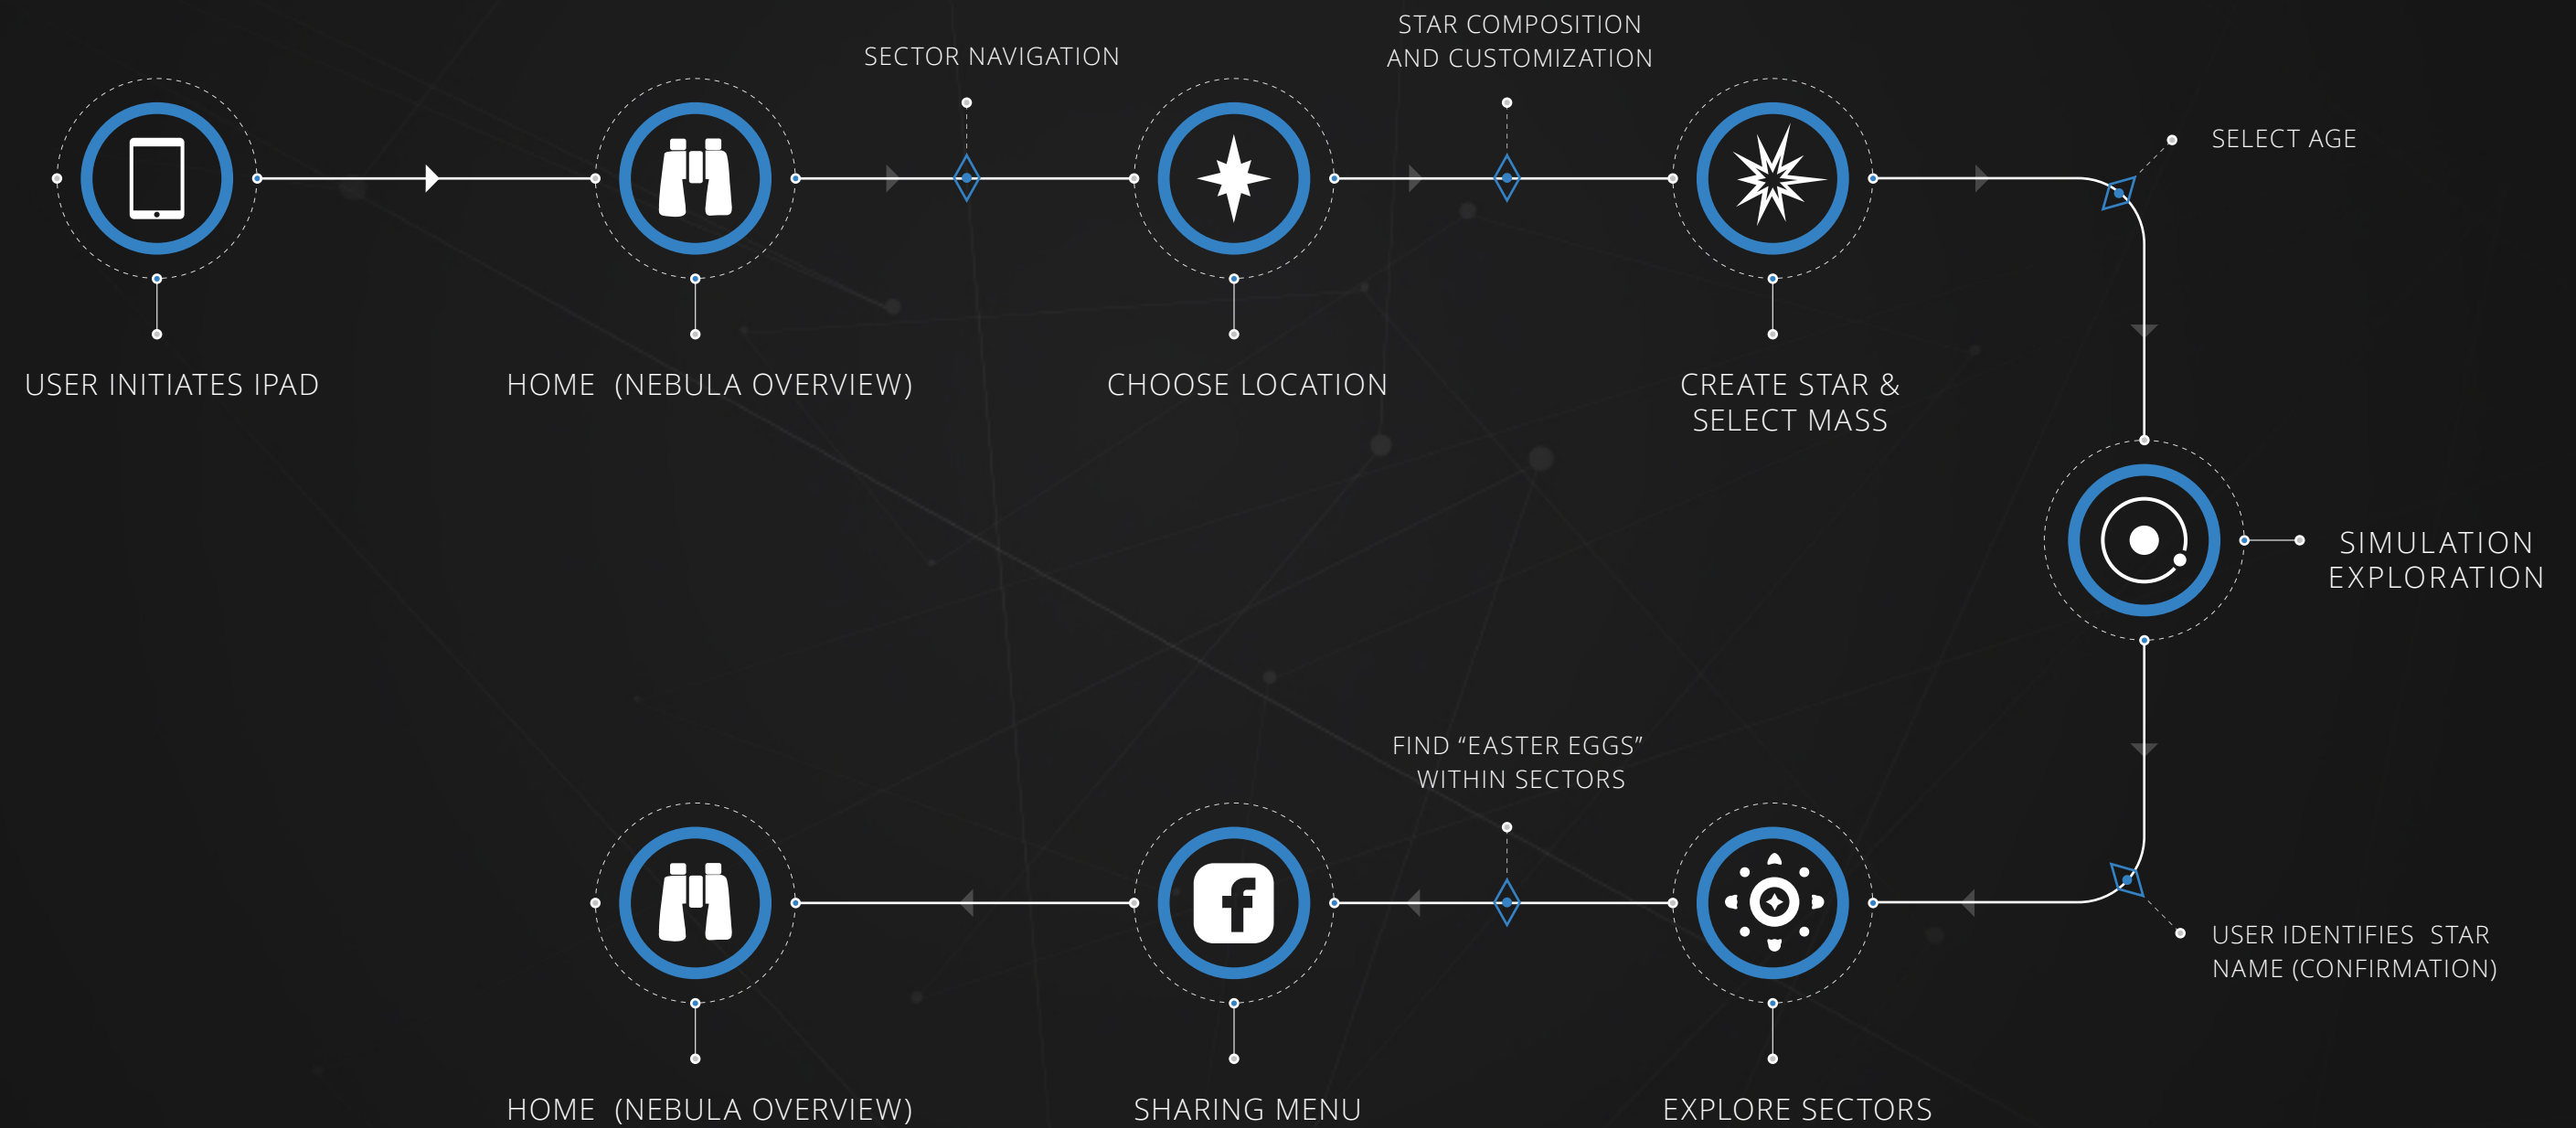 STAR COMPOSITION
AND CUSTOMIZATION
SECTOR NAVIGATION
SELECT AGE
USER INITIATES IPAD
HOME (NEBULA OVERVIEW)
CHOOSE LOCATION
CREATE STAR &
SELECT MASS
SIMULATION
EXPLORATION
FIND “EASTER EGGS”
WITHIN SECTORS
USER IDENTIFIES STAR
NAME (CONFIRMATION)
f
HOME (NEBULA OVERVIEW)
SHARING MENU
EXPLORE SECTORS